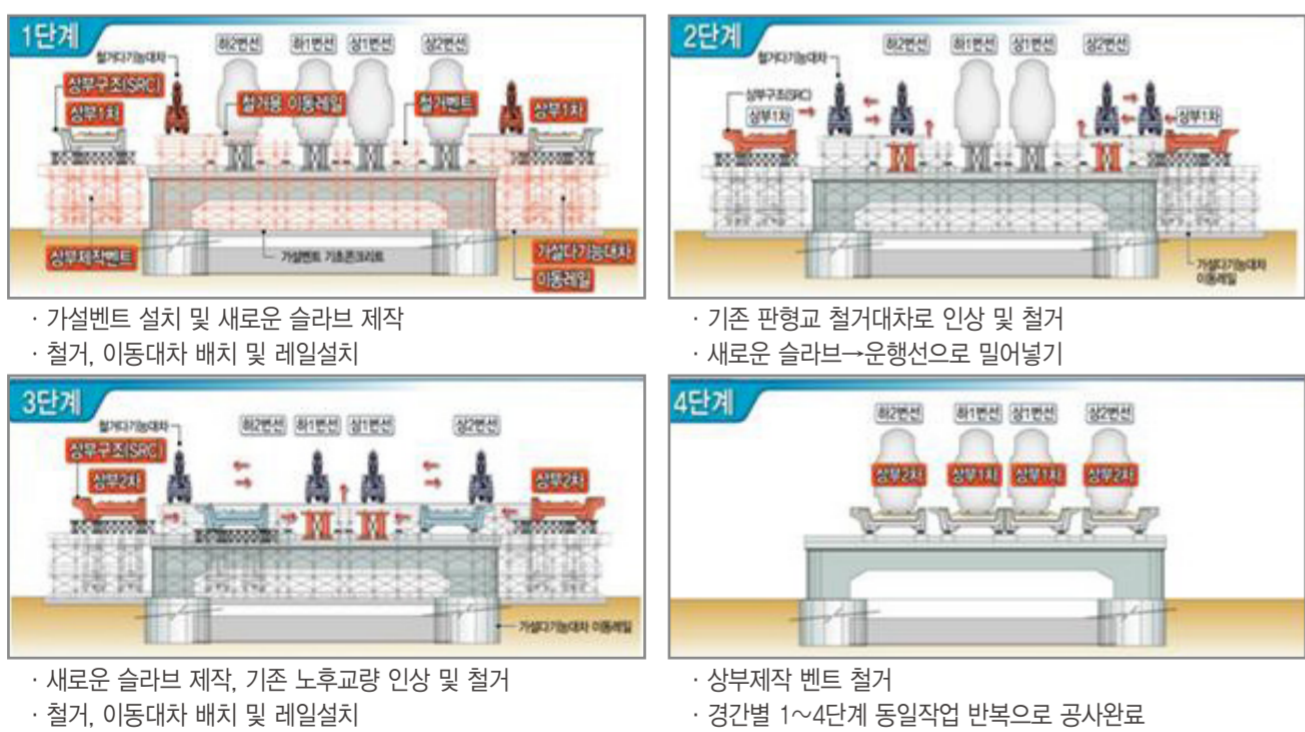 1단계
하2번선 하1번선 상1번선 상2번선
철거다기능대차
상부구조(SRC)
상부1차
철거용 이동레일
철거벤트
상부1차
상부제작벤트
가설벤트 기초콘크리트
가설다기능대차
이동레일
· 가설벤트 설치 및 새로운 슬라브 제작
· 철거, 이동대차 배치 및 레일설치
2단계
하2번선 하1번선 상1번선 상2번선
철거다기능대차
상부구조(SRC)
상부1차
상부1차
가설다기능대차
이동레일
· 기존 판형교 철거대차로 인상 및 철거
· 새로운 슬라브→운행선으로 밀어넣기
3단계
하2번선 하1번선 상1번선 상2번선
철거다기능대차
상부구조(SRC)
상부2차
상부2차
가설다기능대차 이동레일
· 새로운 슬라브 제작, 기존 노후교량 인상 및 철거
· 철거, 이동대차 배치 및 레일설치
4단계
하2번선 하1번선 상1번선 상2번선
상부2차 상부1차 상부1차 상부2차
· 상부제작 벤트 철거
· 경간별 1~4단계 동일작업 반복으로 공사완료